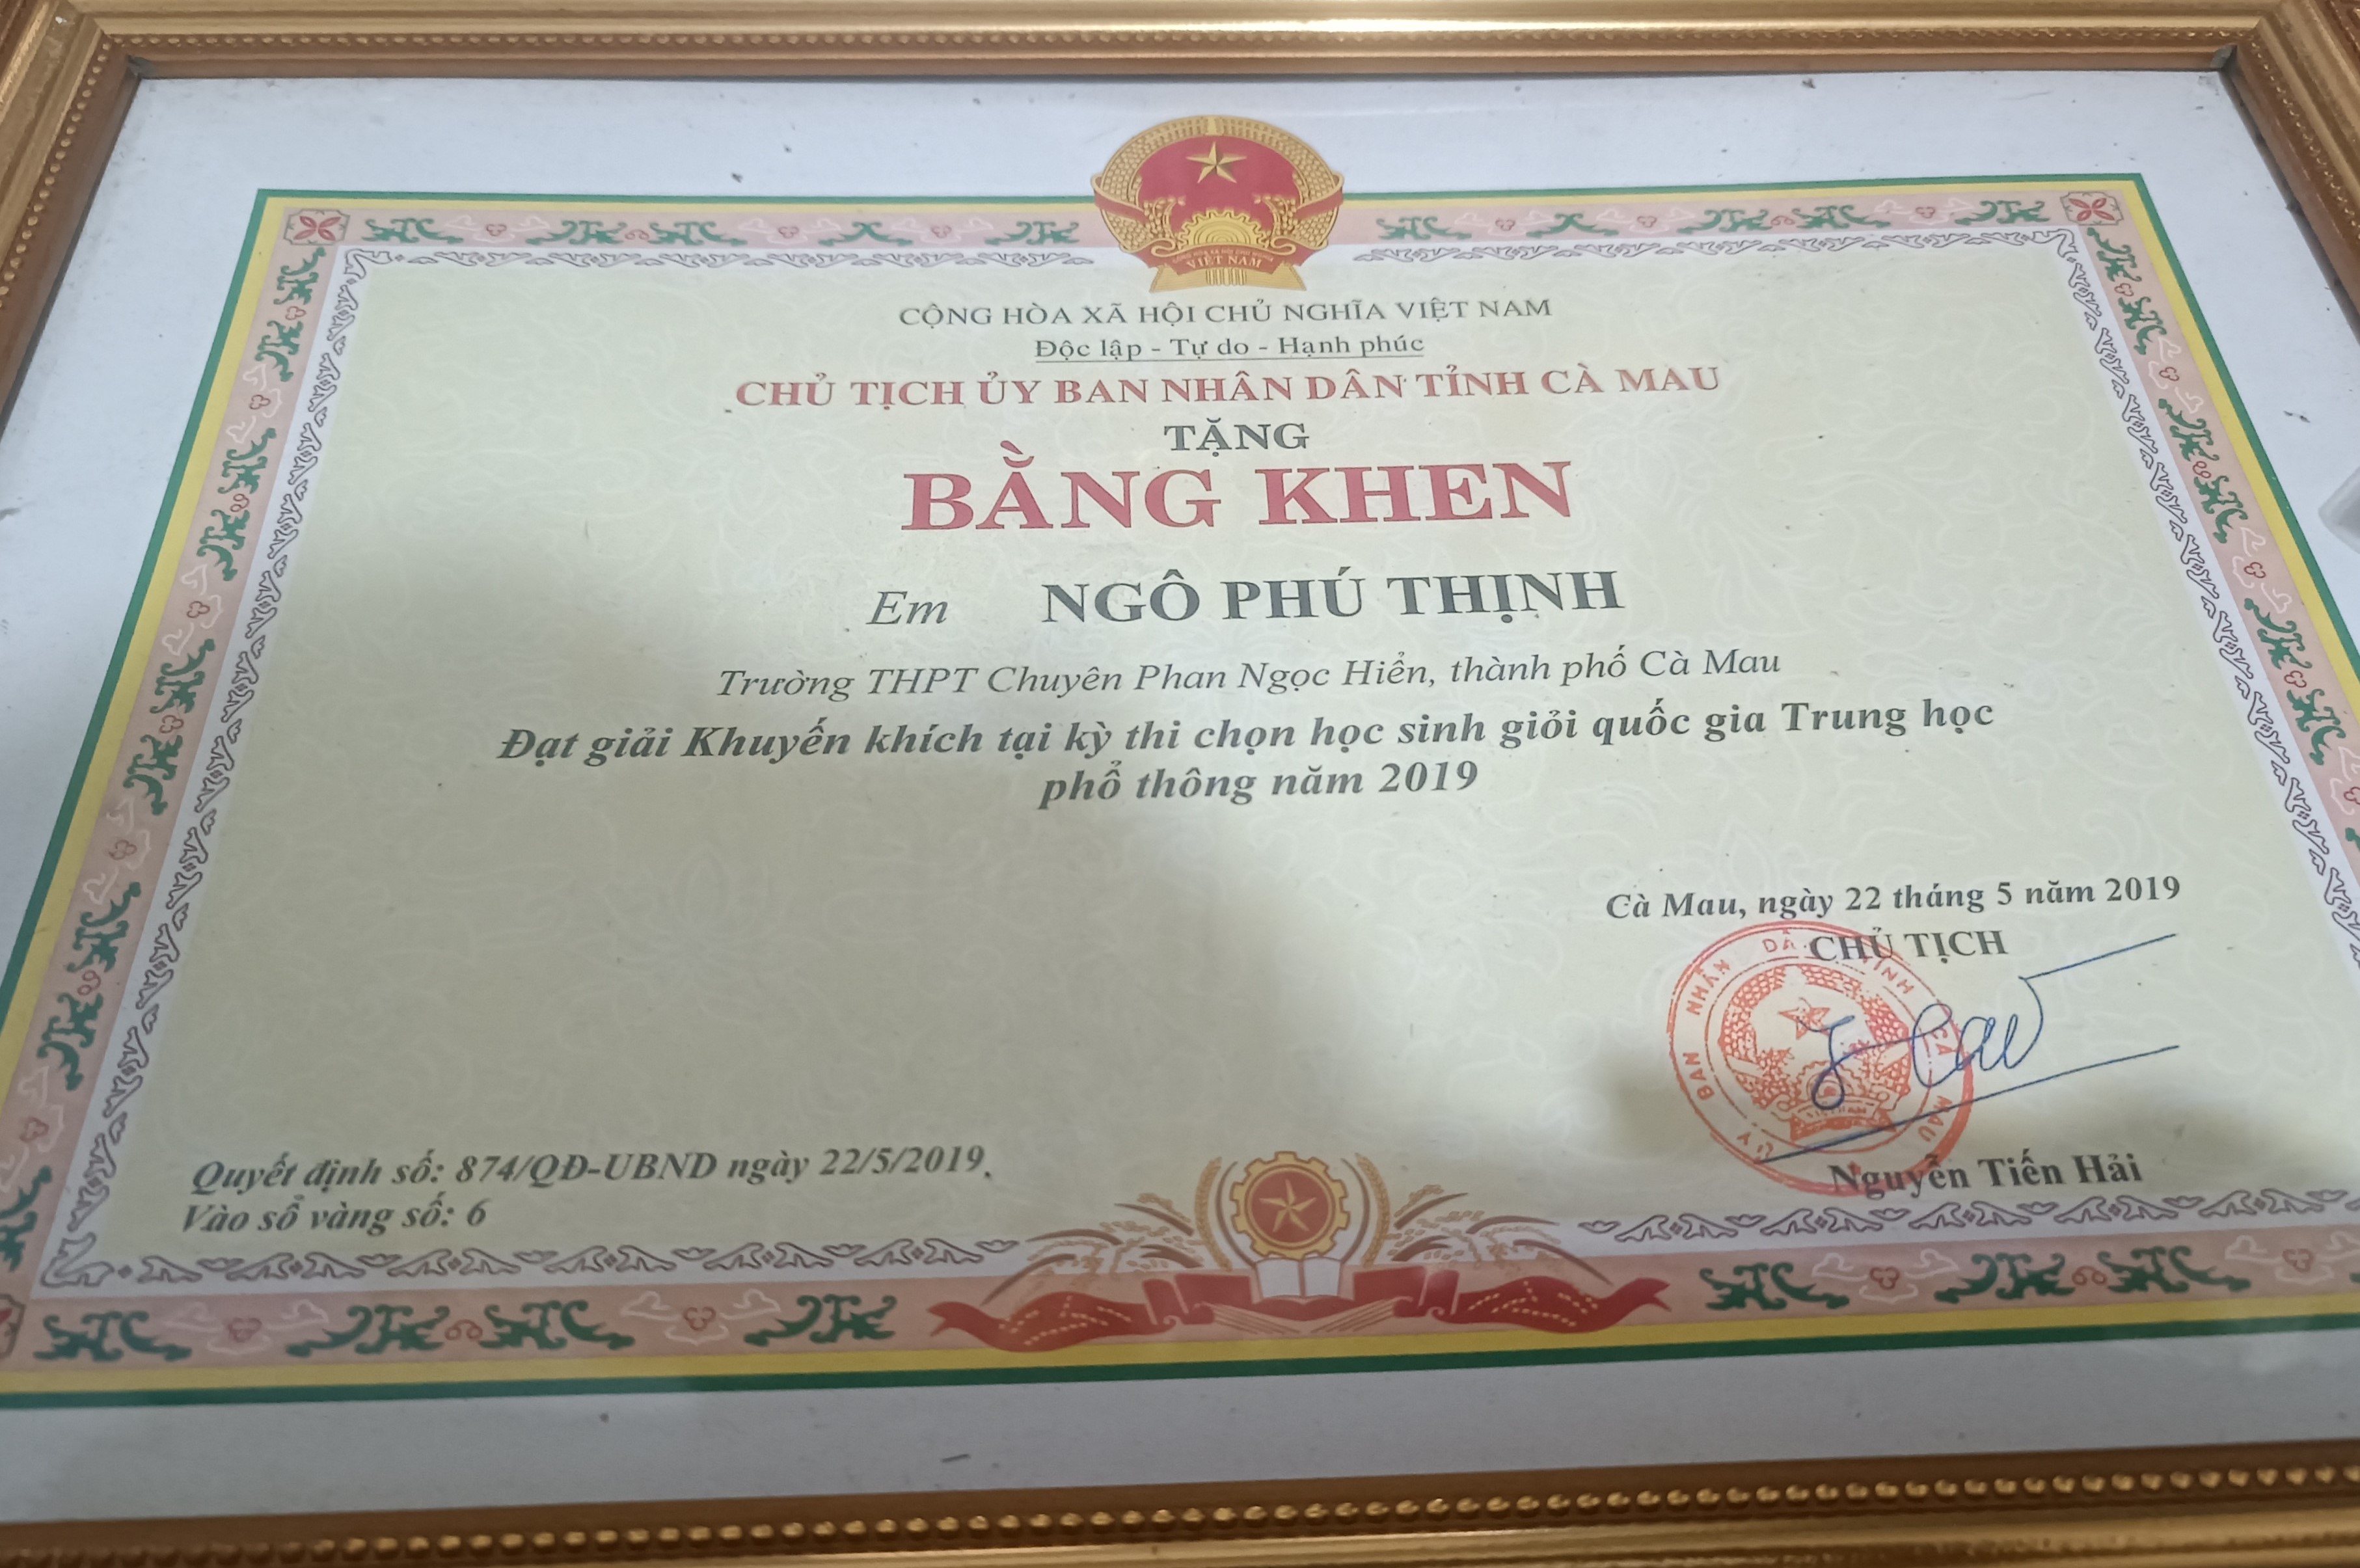 VIỆT NAM
CỘNG HÒA XÃ HỘI CHỦ NGHĨA VIỆT NAM
Độc lập - Tự do - Hạnh phúc
CHỦ TỊCH ỦY BAN NHÂN DÂN TỈNH CÀ MAU
TẶNG
BẰNG KHEN
Em NGÔ PHÚ THỊNH
Trường THPT Chuyên Phan Ngọc Hiển, thành phố Cà Mau
Đạt giải Khuyến khích tại kỳ thi chọn học sinh giỏi quốc gia Trung học
phổ thông năm 2019
Cà Mau, ngày 22 tháng 5 năm 2019
CHỦ TỊCH
ỦY BAN NHÂN DÂN TỈNH CÀ MAU
Nguyễn Tiến Hải
Quyết định số: 874/QĐ-UBND ngày 22/5/2019.
Vào sổ vàng số: 6